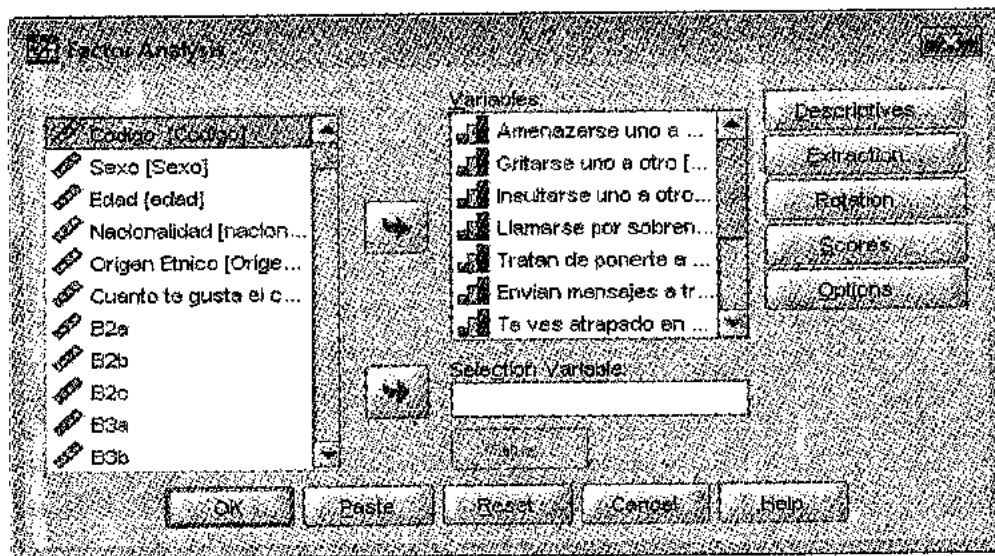 Factor Analysis
Codigo [Codigo]
Sexo [Sexo]
Edad [edad]
Nacionalidad [nacion...
Origen Etnico [Orige...
Cuanto te gusta el c...
B2a
B2b
B2c
B3a
B3b
Variables:
Amenazarse uno a ...
Gritarse uno a otro [...
Insultarse uno a otro...
Llamarse por sobren...
Tratan de ponerte a ...
Envian mensajes a tr...
Te ves atrapado en ...
Selection Variable:
Descriptives...
Extraction...
Rotation...
Scores...
Options...
OK
Paste
Reset
Cancel
Help